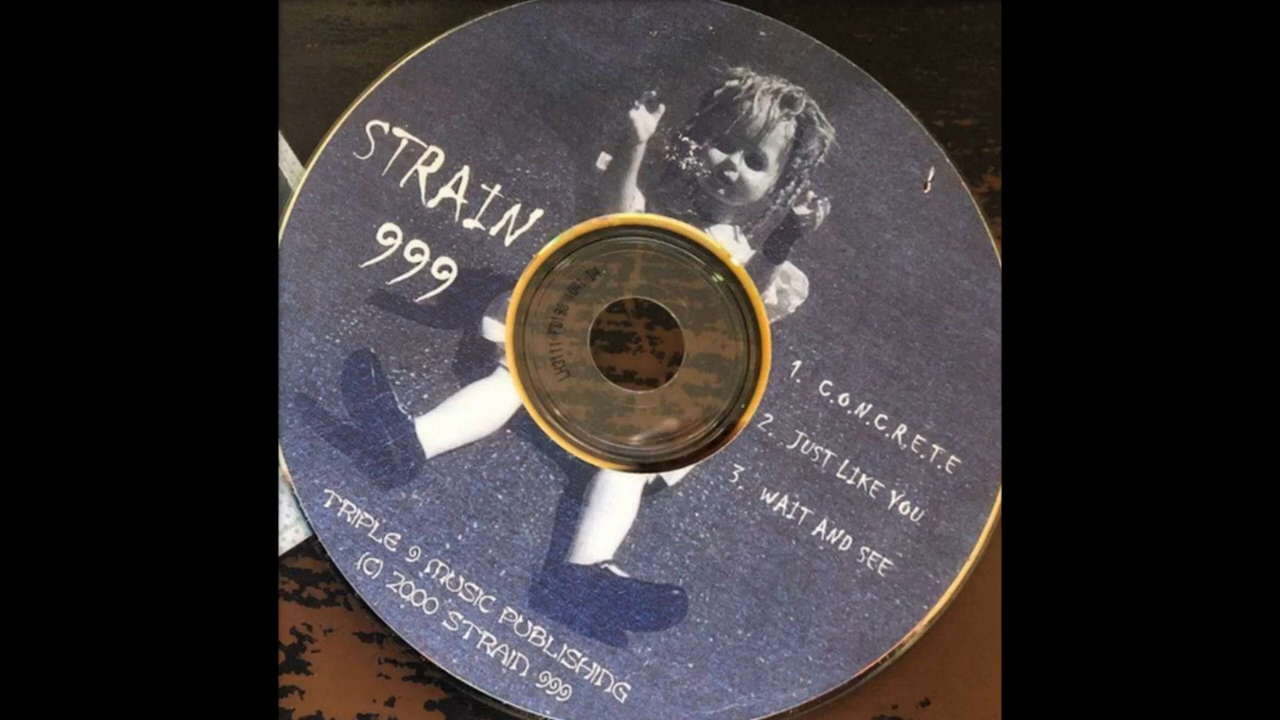 STRAIN
999
1. C.O.N.C.R.E.T.E
2. JUST LIKE YOU
3. WAIT AND SEE
TRIPLE 9 MUSIC PUBLISHING
(C) 2000 STRAIN 999